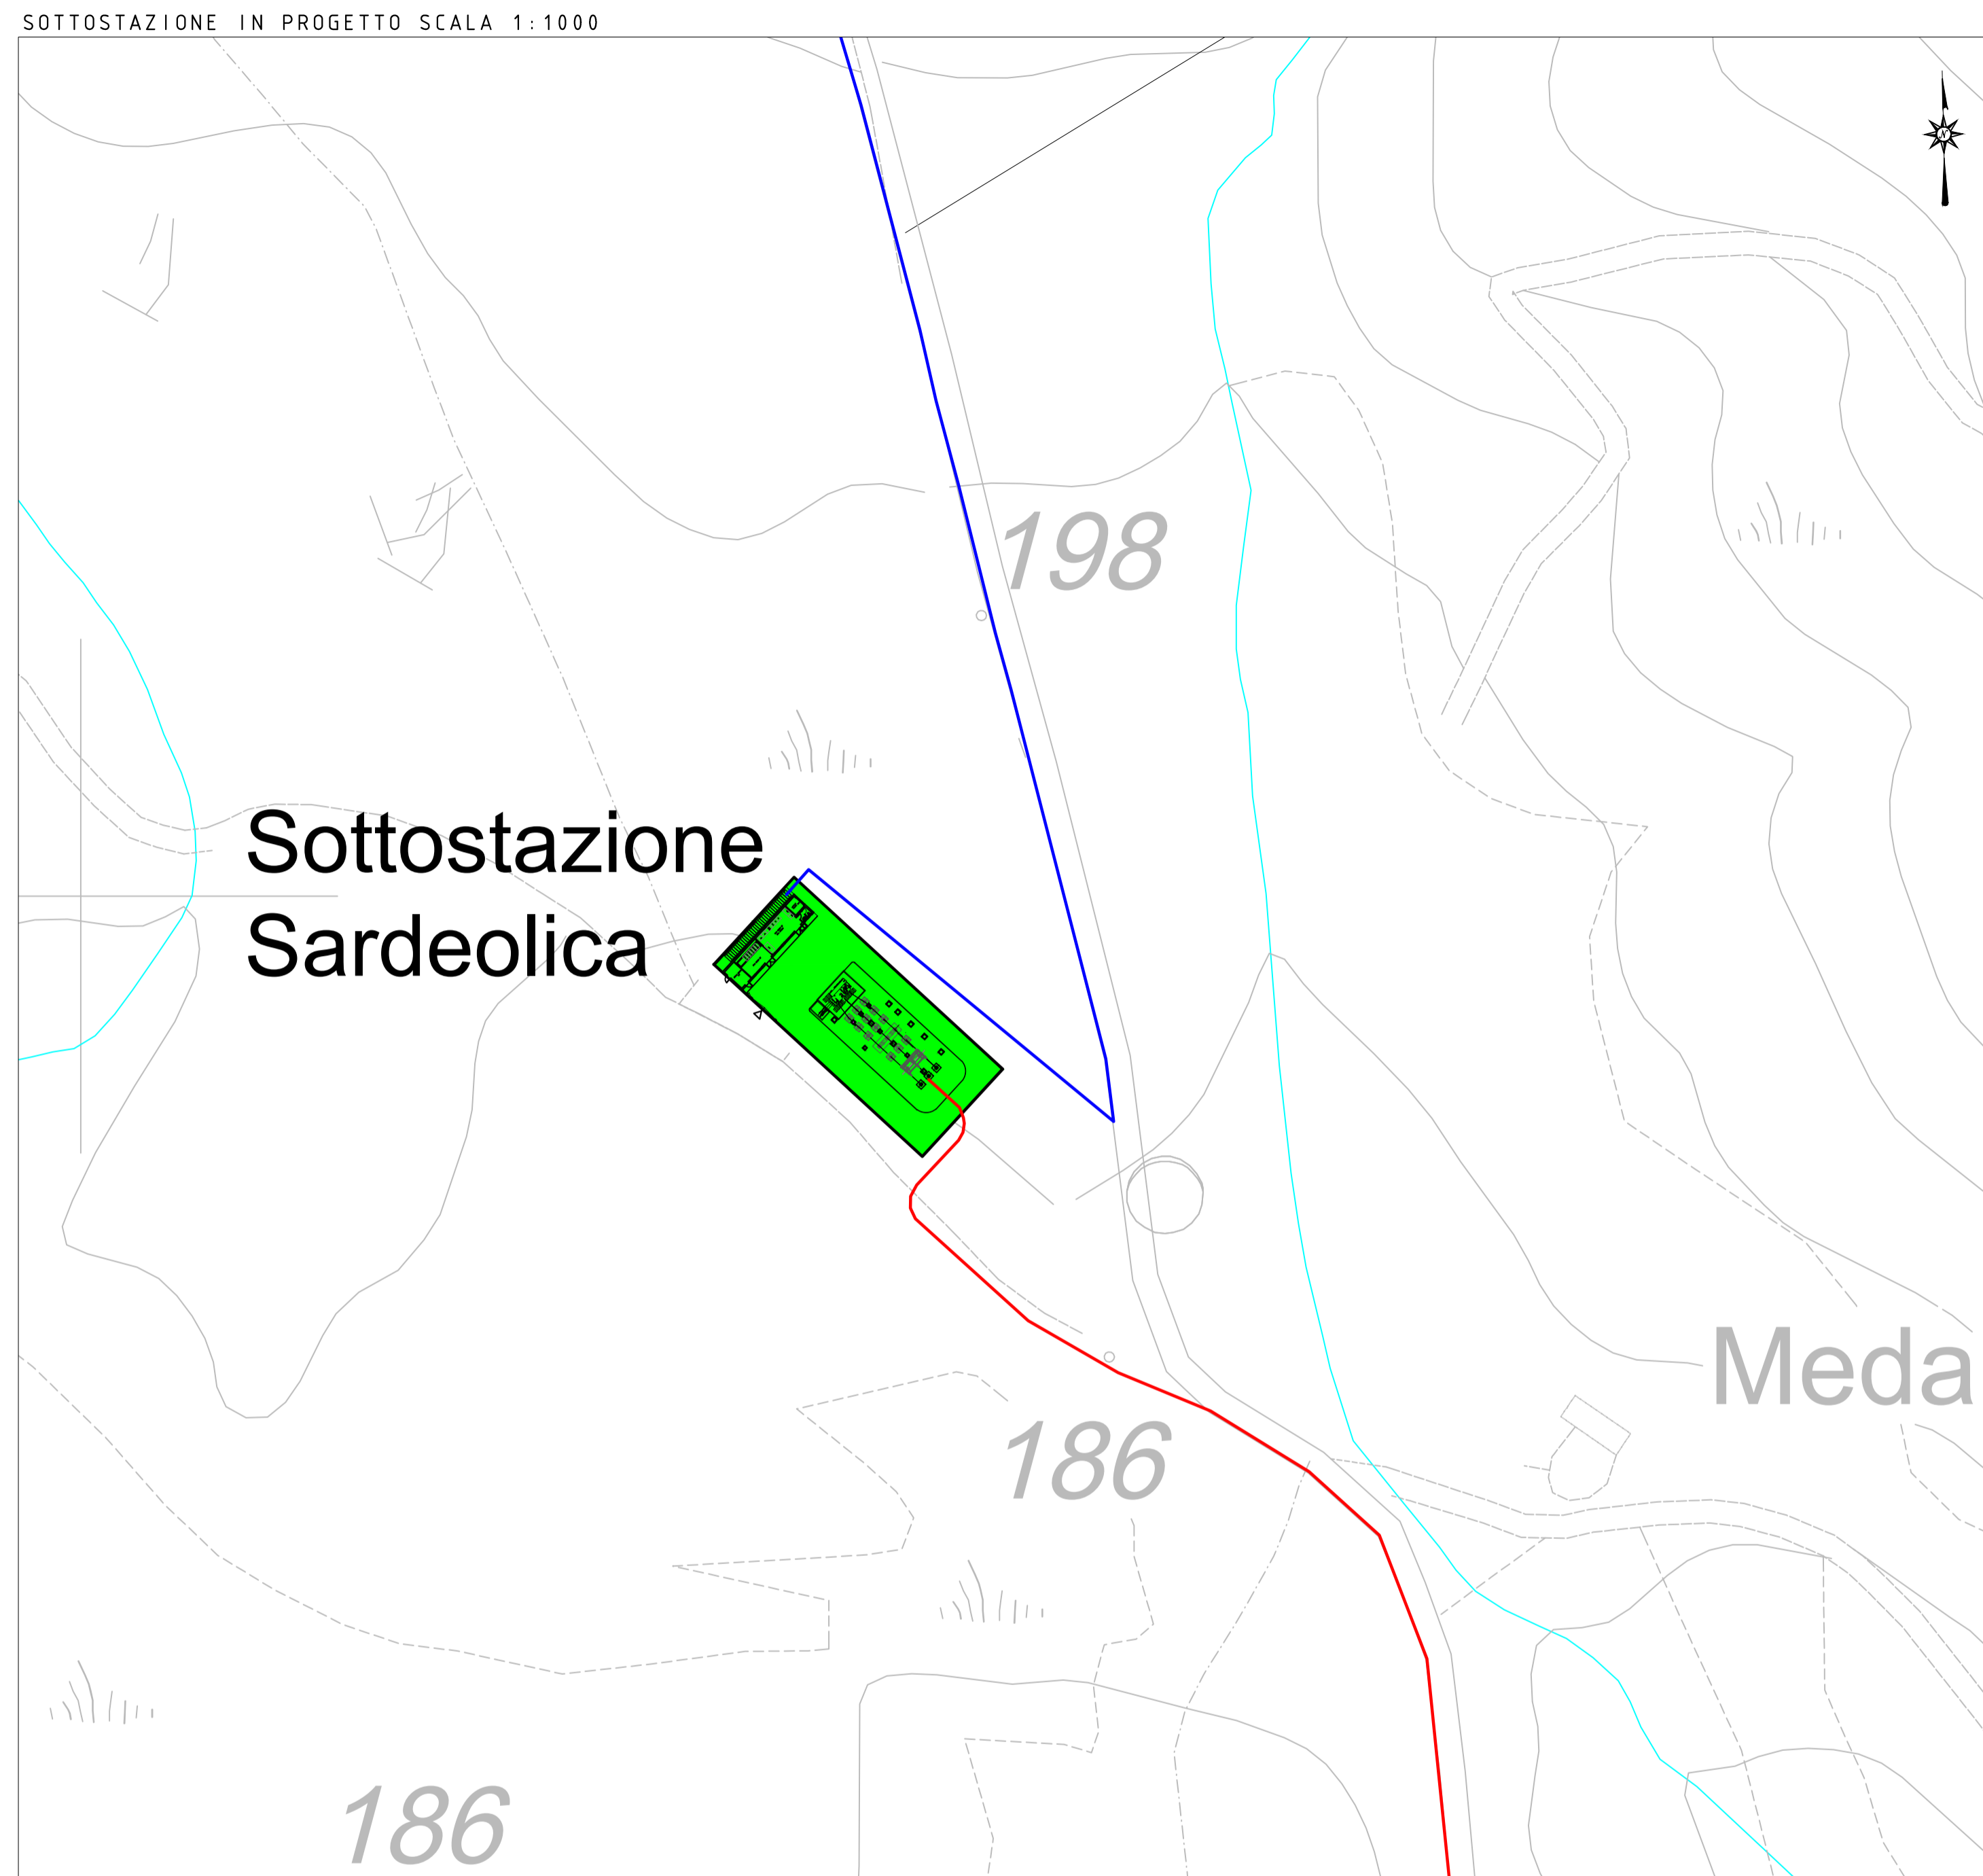 SOTTOSTAZIONE IN PROGETTO SCALA 1:1000
N
198
Sottostazione
Sardeolica
Meda
186
186